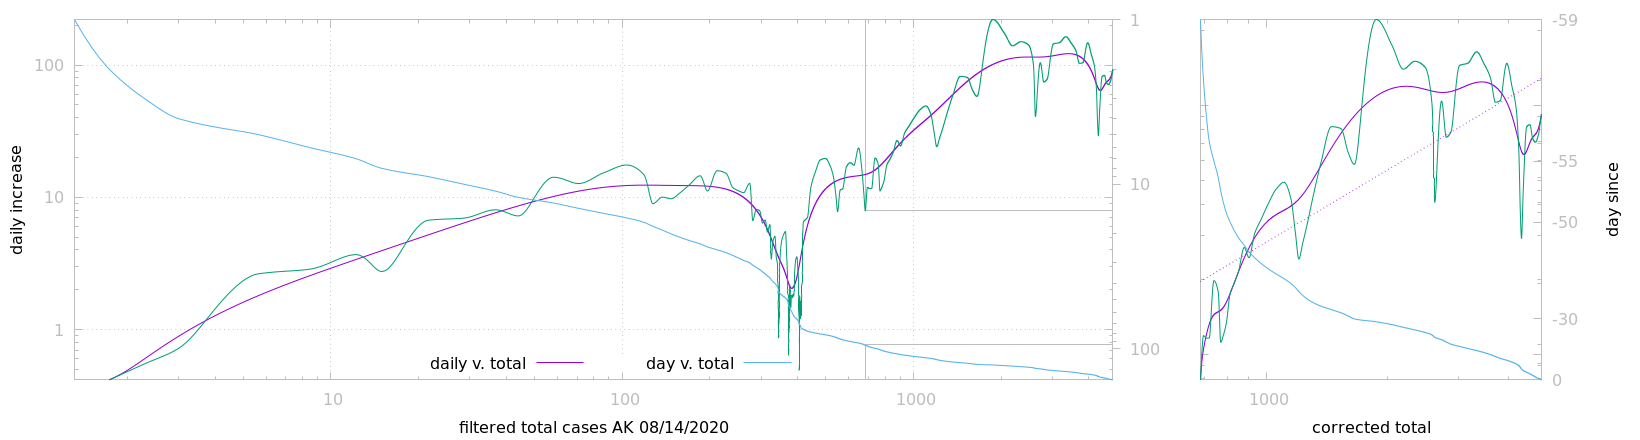 100
10
1
daily increase
10
100
1000
filtered total cases AK 08/14/2020
daily v. total
day v. total
1
10
100
1000
corrected total
-59
-55
-50
-30
0
day since